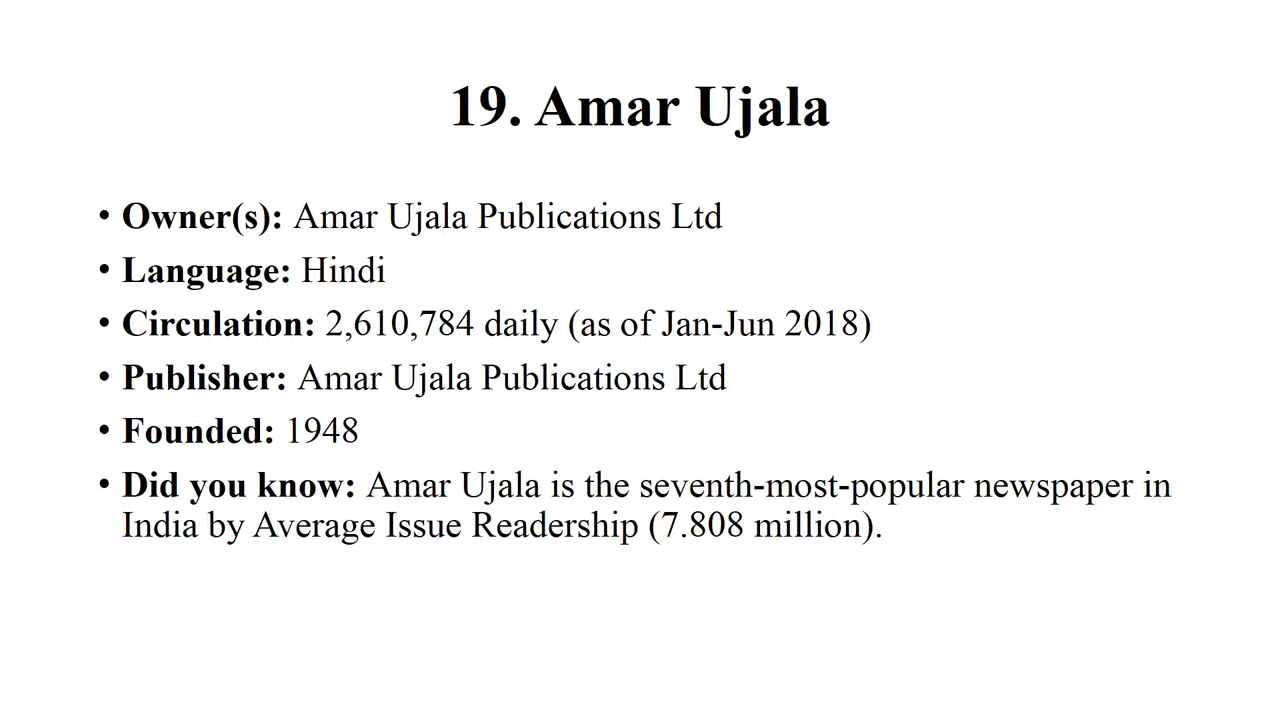 19. Amar Ujala
• Owner(s): Amar Ujala Publications Ltd
• Language: Hindi
• Circulation: 2,610,784 daily (as of Jan-Jun 2018)
• Publisher: Amar Ujala Publications Ltd
• Founded: 1948
• Did you know: Amar Ujala is the seventh-most-popular newspaper in
India by Average Issue Readership (7.808 million).